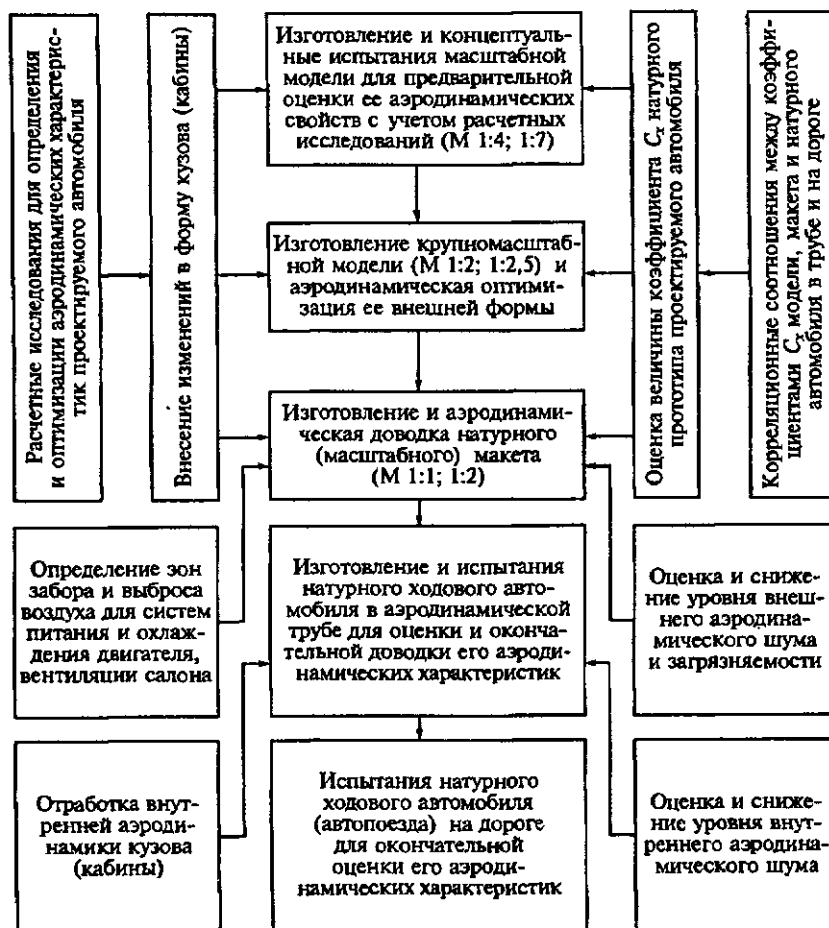 Расчетные исследования для определения
и оптимизации аэродинамических характерис-
тик проектируемого автомобиля
Внесение изменений в форму кузова (кабины)
Изготовление и концептуаль-
ные испытания масштабной
модели для предварительной
оценки ее аэродинамических
свойств с учетом расчетных
исследований (М 1:4; 1:7)
Изготовление крупномасштаб-
ной модели (М 1:2; 1:2,5) и
аэродинамическая оптими-
зация ее внешней формы
Изготовление и аэродинами-
ческая доводка натурного
(масштабного) макета
(М 1:1; 1:2)
Оценка величины коэффициента Cx натурного
прототипа проектируемого автомобиля
Корреляционные соотношения между коэффи-
циентами Cx модели, макета и натурного
автомобиля в трубе и на дороге
Определение зон
забора и выброса
воздуха для систем
питания и охлаж-
дения двигателя,
вентиляции салона
Изготовление и испытания
натурного ходового авто-
мобиля в аэродинамической
трубе для оценки и оконча-
тельной доводки его аэроди-
намических характеристик
Оценка и сниже-
ние уровня внеш-
него аэродина-
мического шума
и загрязняемости
Отработка внут-
ренней аэроди-
намики кузова
(кабины)
Испытания натурного
ходового автомобиля
(автопоезда) на дороге
для окончательной
оценки его аэроди-
намических характеристик
Оценка и сниже-
ние уровня внут-
реннего аэродина-
мического шума